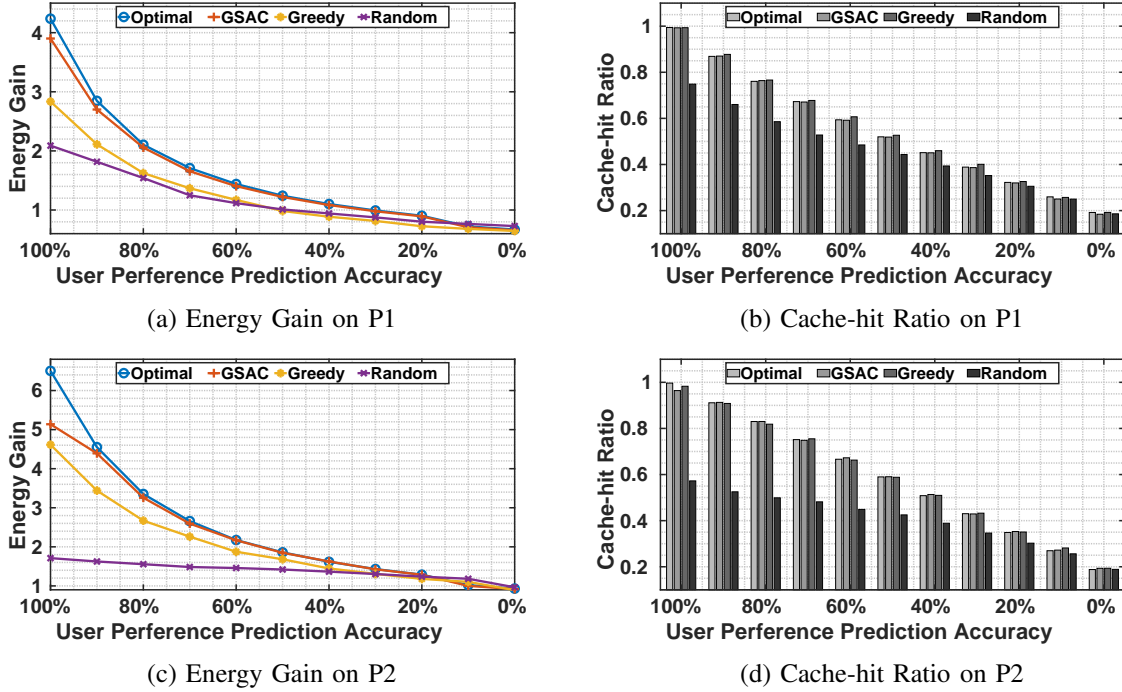 Optimal GSAC Greedy Random
4
3
2
1
Energy Gain
100% 80% 60% 40% 20% 0%
User Perference Prediction Accuracy
(a) Energy Gain on P1
Optimal GSAC Greedy Random
1
0.8
0.6
0.4
0.2
Cache-hit Ratio
100% 80% 60% 40% 20% 0%
User Perference Prediction Accuracy
(b) Cache-hit Ratio on P1
Optimal GSAC Greedy Random
6
5
4
3
2
1
Energy Gain
100% 80% 60% 40% 20% 0%
User Perference Prediction Accuracy
(c) Energy Gain on P2
Optimal GSAC Greedy Random
1
0.8
0.6
0.4
0.2
Cache-hit Ratio
100% 80% 60% 40% 20% 0%
User Perference Prediction Accuracy
(d) Cache-hit Ratio on P2